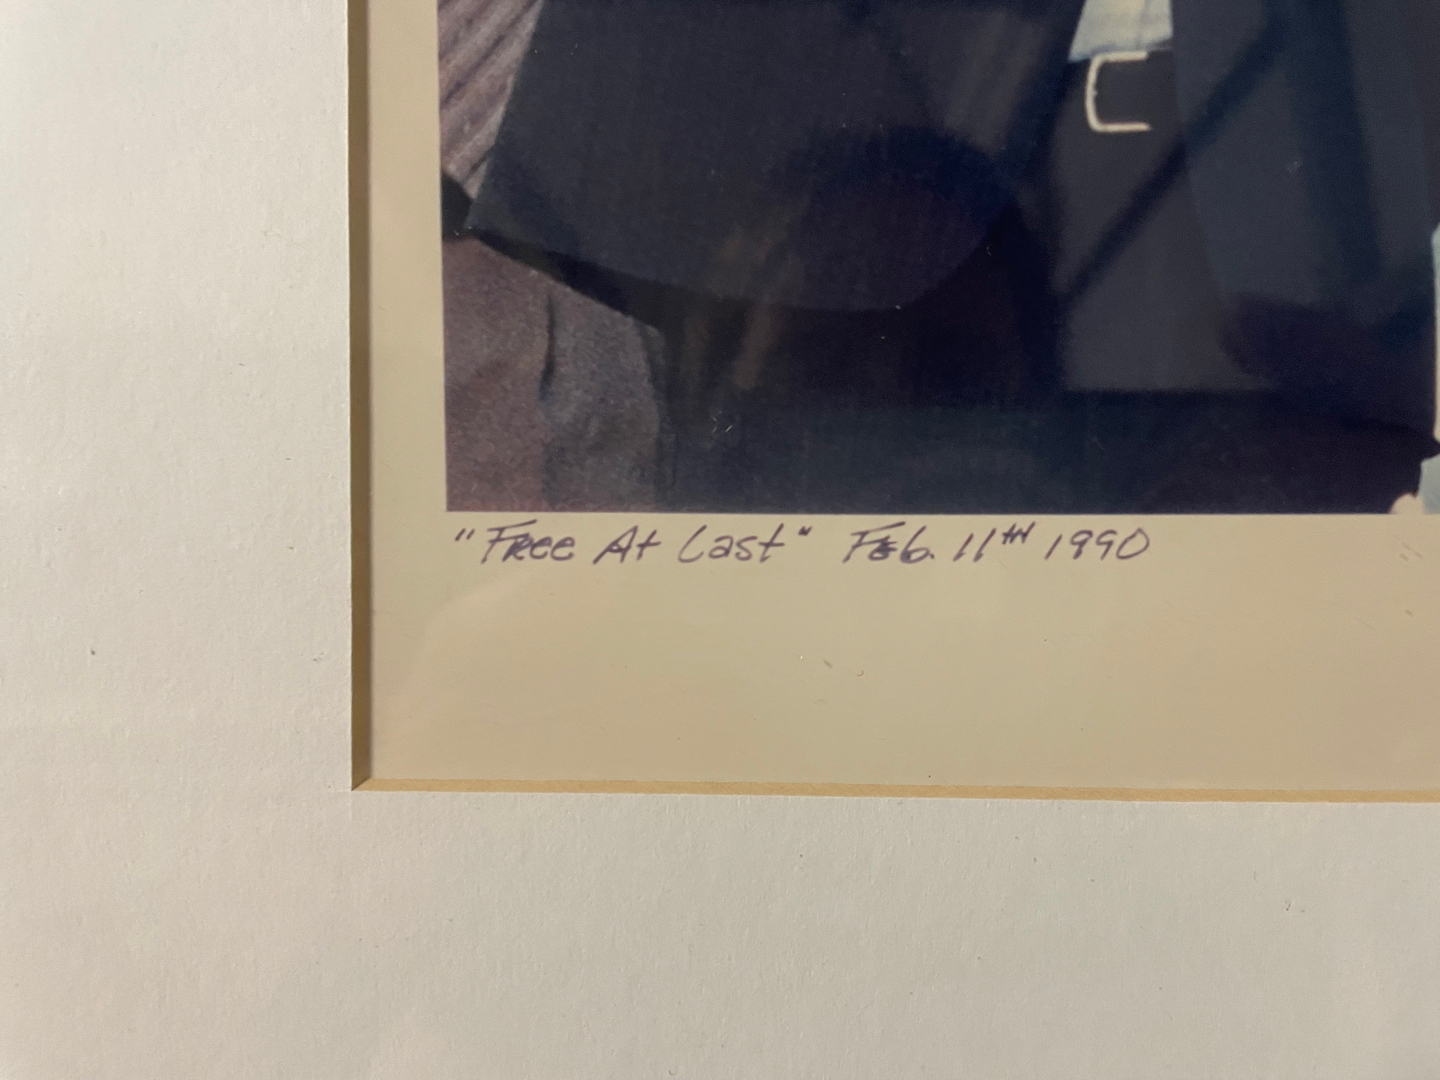 "Free At Last" Feb. 11TH 1990